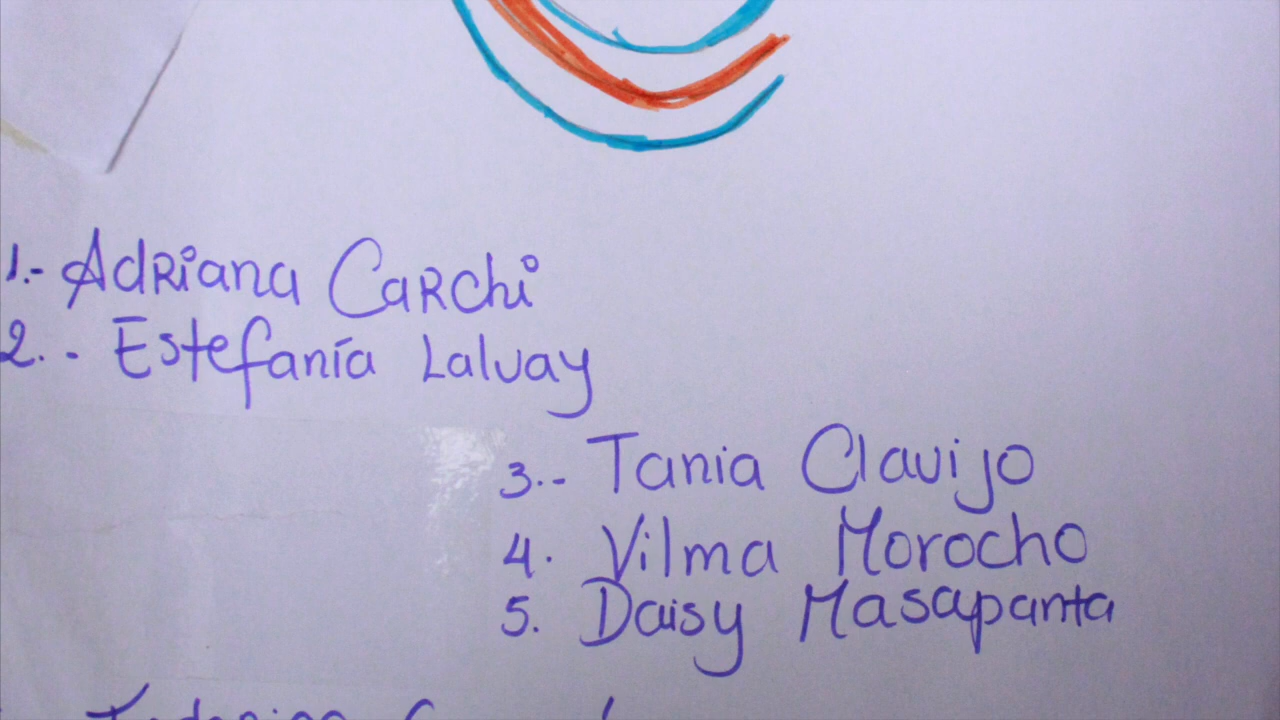 1.- Adriana Carchi
2.- Estefanía Laluay
3.- Tania Clavijo
4. Vilma Morocho
5. Daisy Masapanta